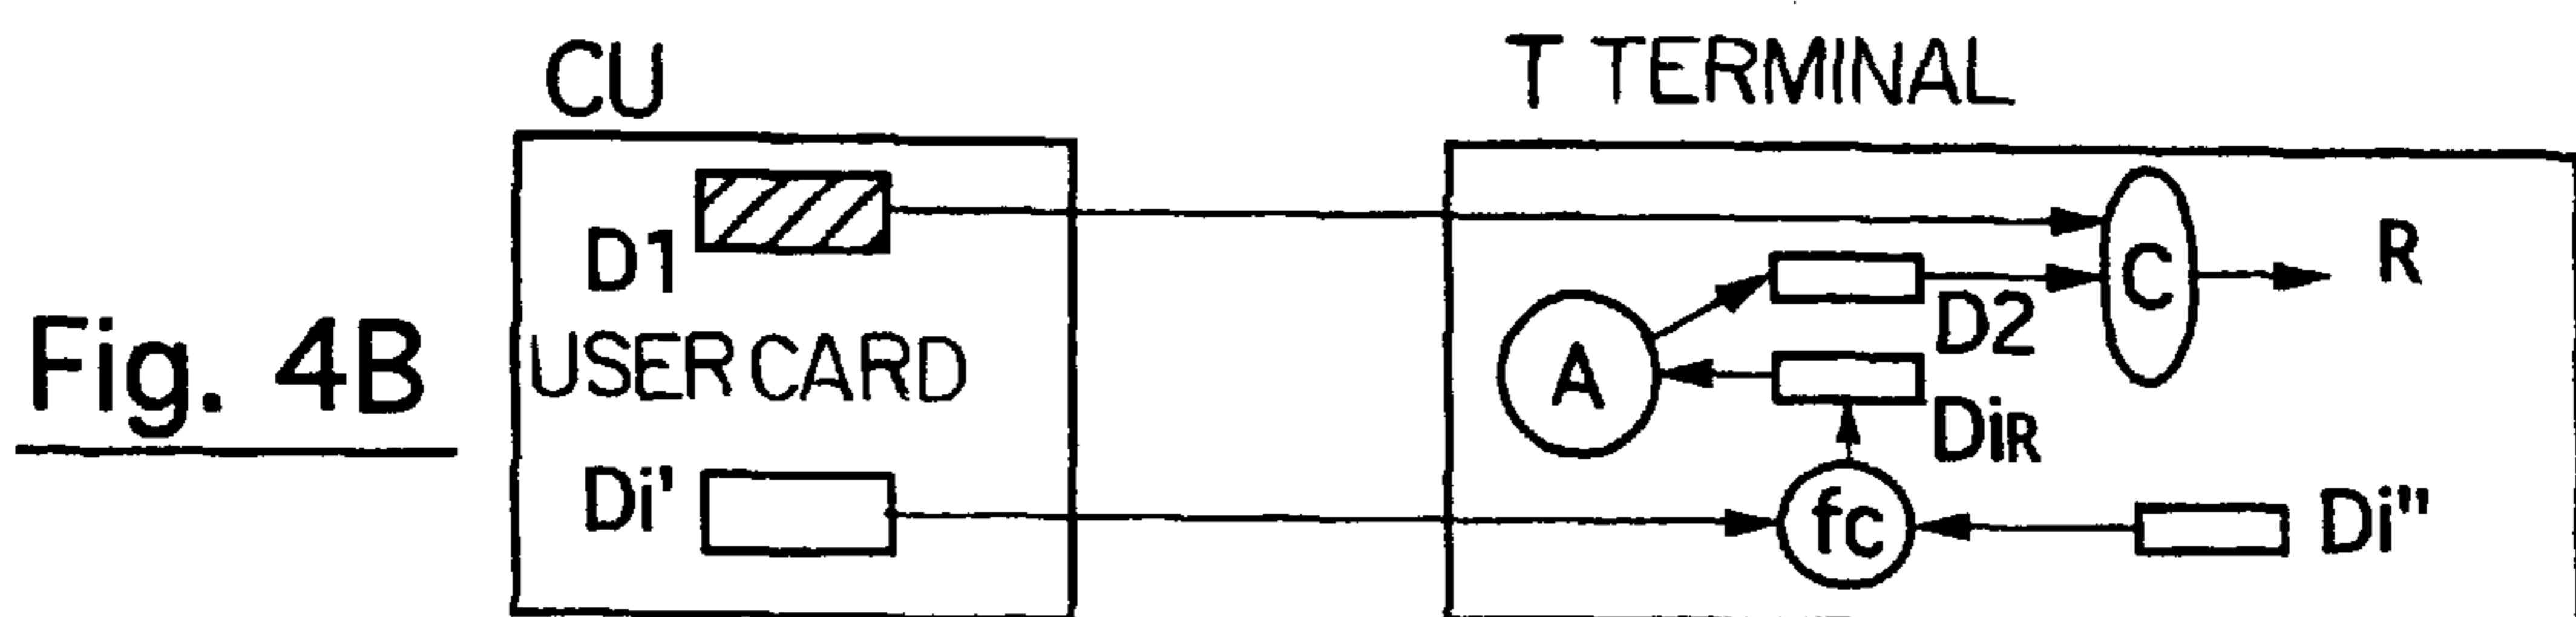 CU
T TERMINAL
D1
R
C
D2
USER CARD
A
Fig. 4B
DiR
Di'
fc
Di"